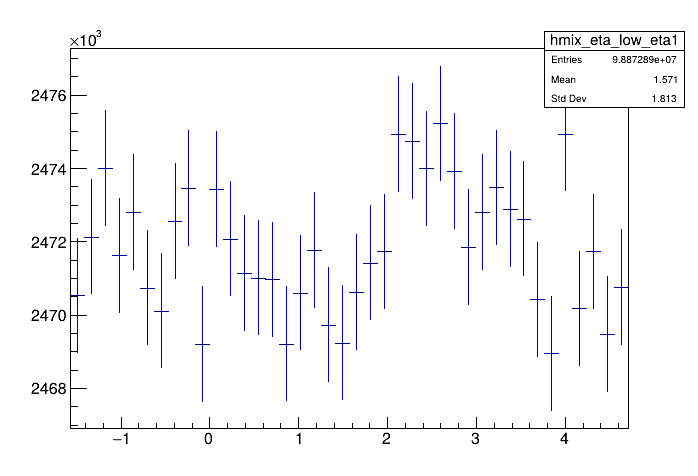 ×10³
hmix_eta_low_eta1
Entries 9.887289e+07
Mean 1.571
Std Dev 1.813
2476
2474
2472
2470
2468
−1 0 1 2 3 4